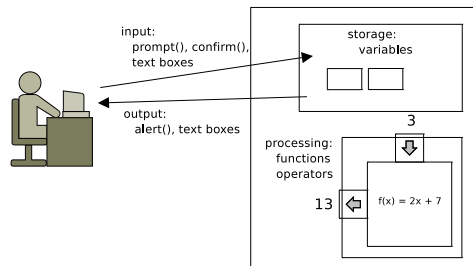 input:
prompt(), confirm(),
text boxes
storage:
variables
output:
alert(), text boxes
3
processing:
functions
operators
13
f(x) = 2x + 7